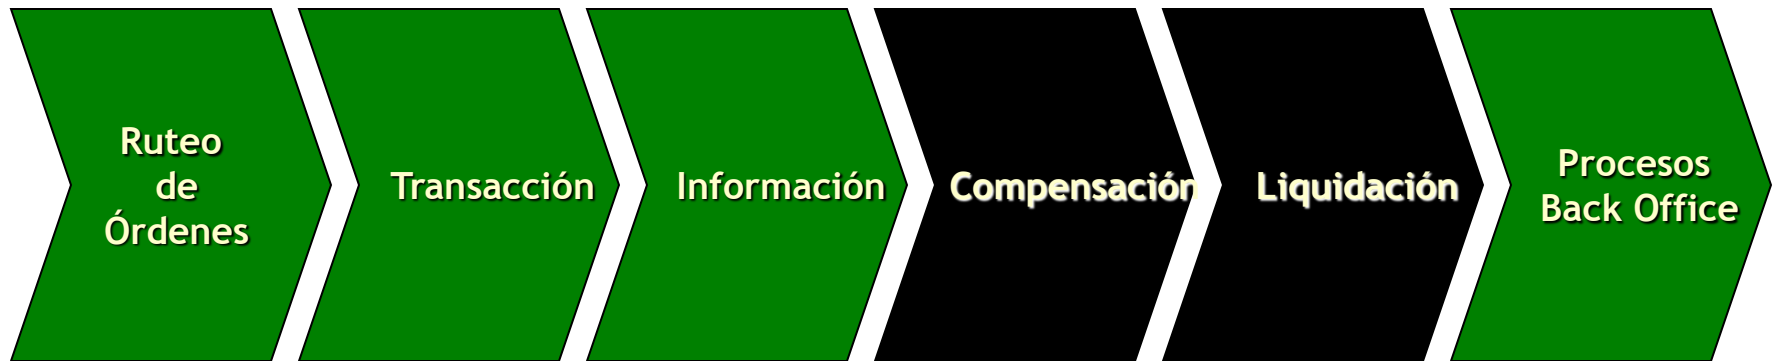 Ruteo
de
Órdenes
Transacción
Información
Compensación
Liquidación
Procesos
Back Office